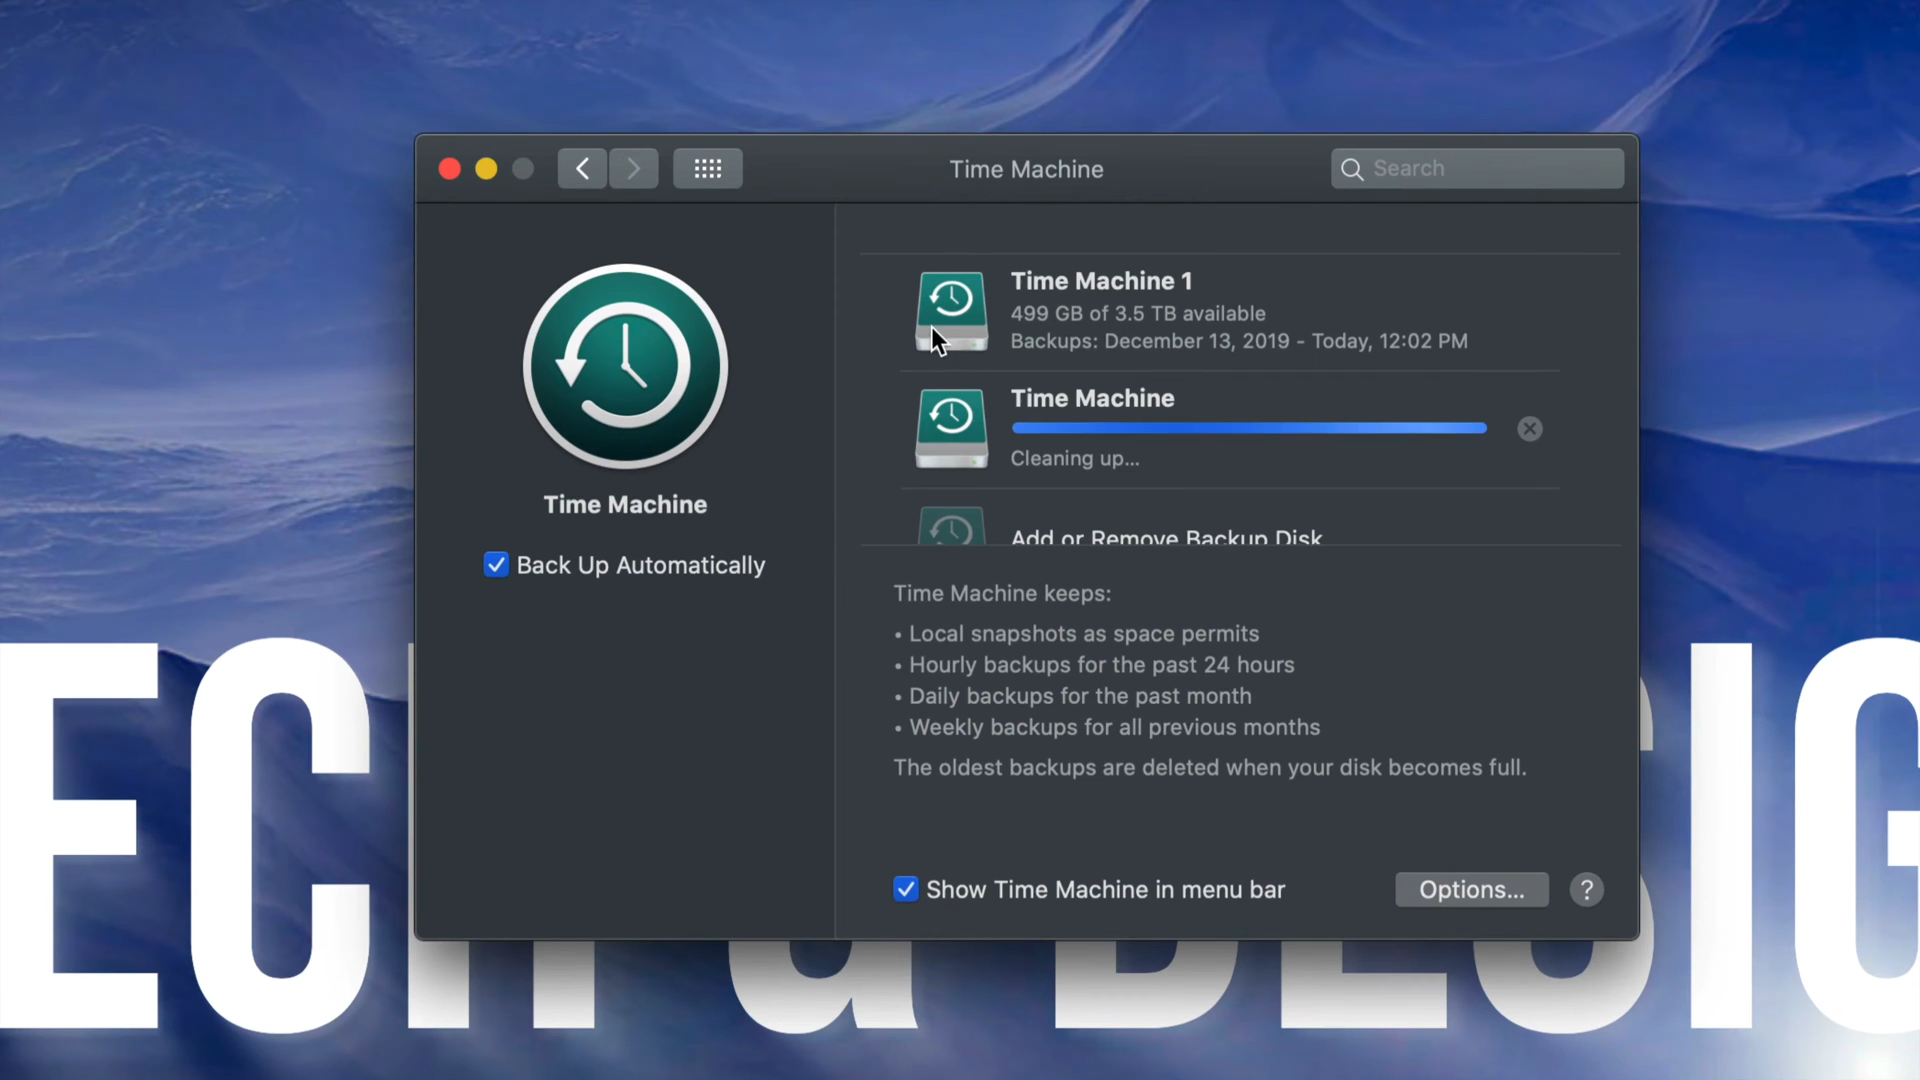 Time Machine
Search
Time Machine 1
499 GB of 3.5 TB available
Backups: December 13, 2019 - Today, 12:02 PM
Time Machine
Cleaning up...
Add or Remove Backup Disk
Time Machine
Back Up Automatically
Time Machine keeps:
• Local snapshots as space permits
• Hourly backups for the past 24 hours
• Daily backups for the past month
• Weekly backups for all previous months
The oldest backups are deleted when your disk becomes full.
Show Time Machine in menu bar
Options...
?
ECH & DESIG